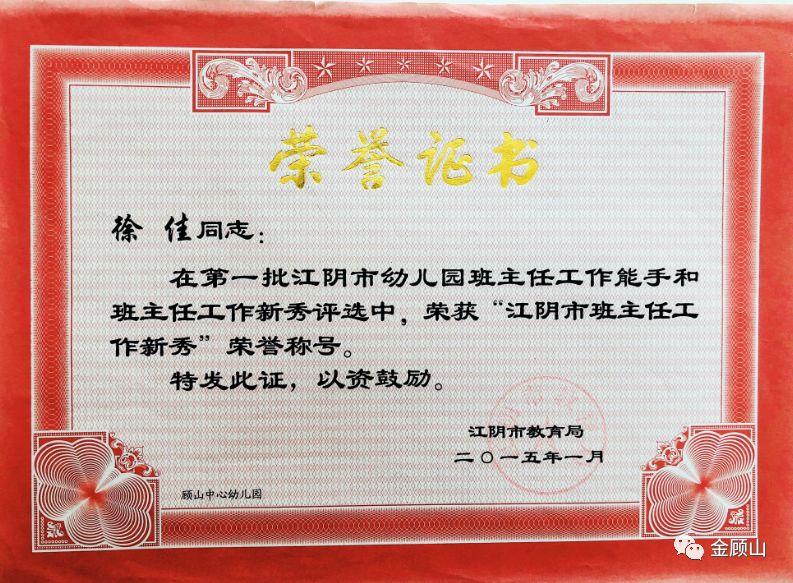 荣誉证书
徐 佳同志：
在第一批江阴市幼儿园班主任工作能手和
班主任工作新秀评选中，荣获“江阴市班主任工
作新秀”荣誉称号。
特发此证，以资鼓励。
江阴市教育局
二〇一五年一月
顾山中心幼儿园
金顾山